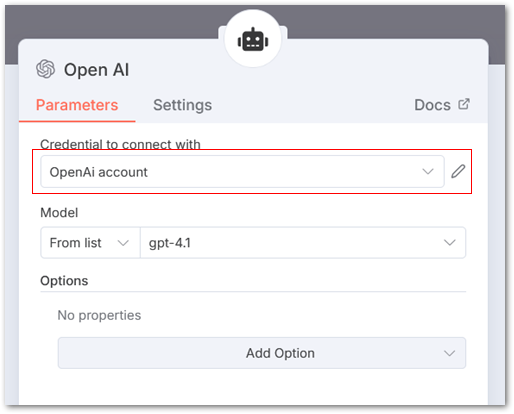 Open AI
Parameters Settings Docs
Credential to connect with
OpenAi account
Model
From list gpt-4.1
Options
No properties
Add Option